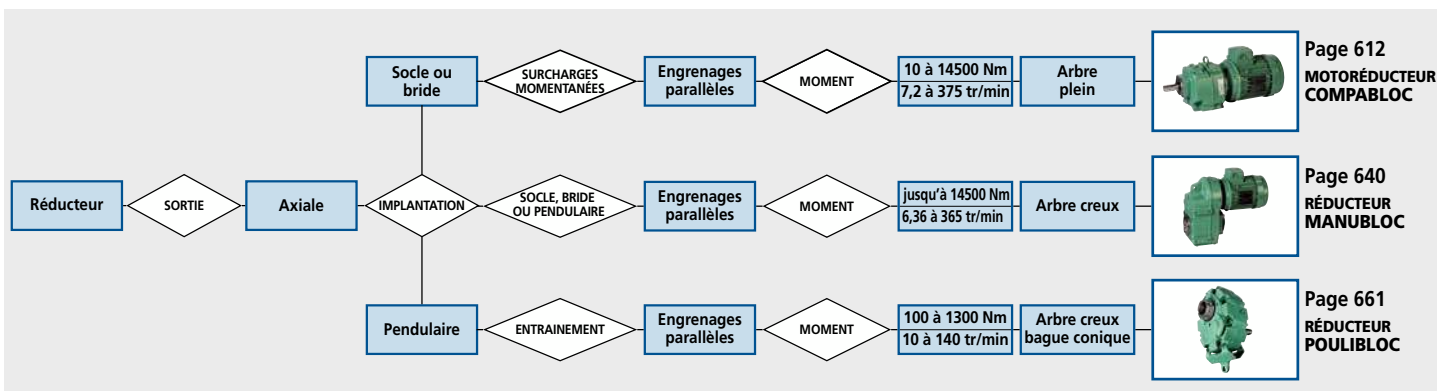 Socle ou
bride
SURCHARGES
MOMENTANÉES
Engrenages
parallèles
MOMENT
10 à 14500 Nm
7,2 à 375 tr/min
Arbre
plein
Page 612
MOTORÉDUCTEUR
COMPABLOC
Réducteur
SORTIE
Axiale
IMPLANTATION
SOCLE, BRIDE
OU PENDULAIRE
Engrenages
parallèles
MOMENT
jusqu'à 14500 Nm
6,36 à 365 tr/min
Arbre creux
Page 640
RÉDUCTEUR
MANUBLOC
Pendulaire
ENTRAINEMENT
Engrenages
parallèles
MOMENT
100 à 1300 Nm
10 à 140 tr/min
Arbre creux
bague conique
Page 661
RÉDUCTEUR
POULIBLOC